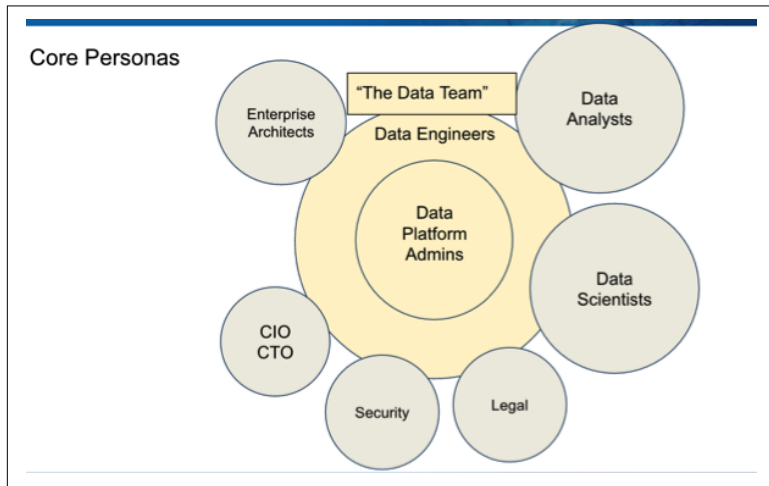 Core Personas
“The Data Team”
Enterprise
Architects
Data Engineers
Data
Analysts
Data
Platform
Admins
Data
Scientists
CIO
CTO
Security
Legal